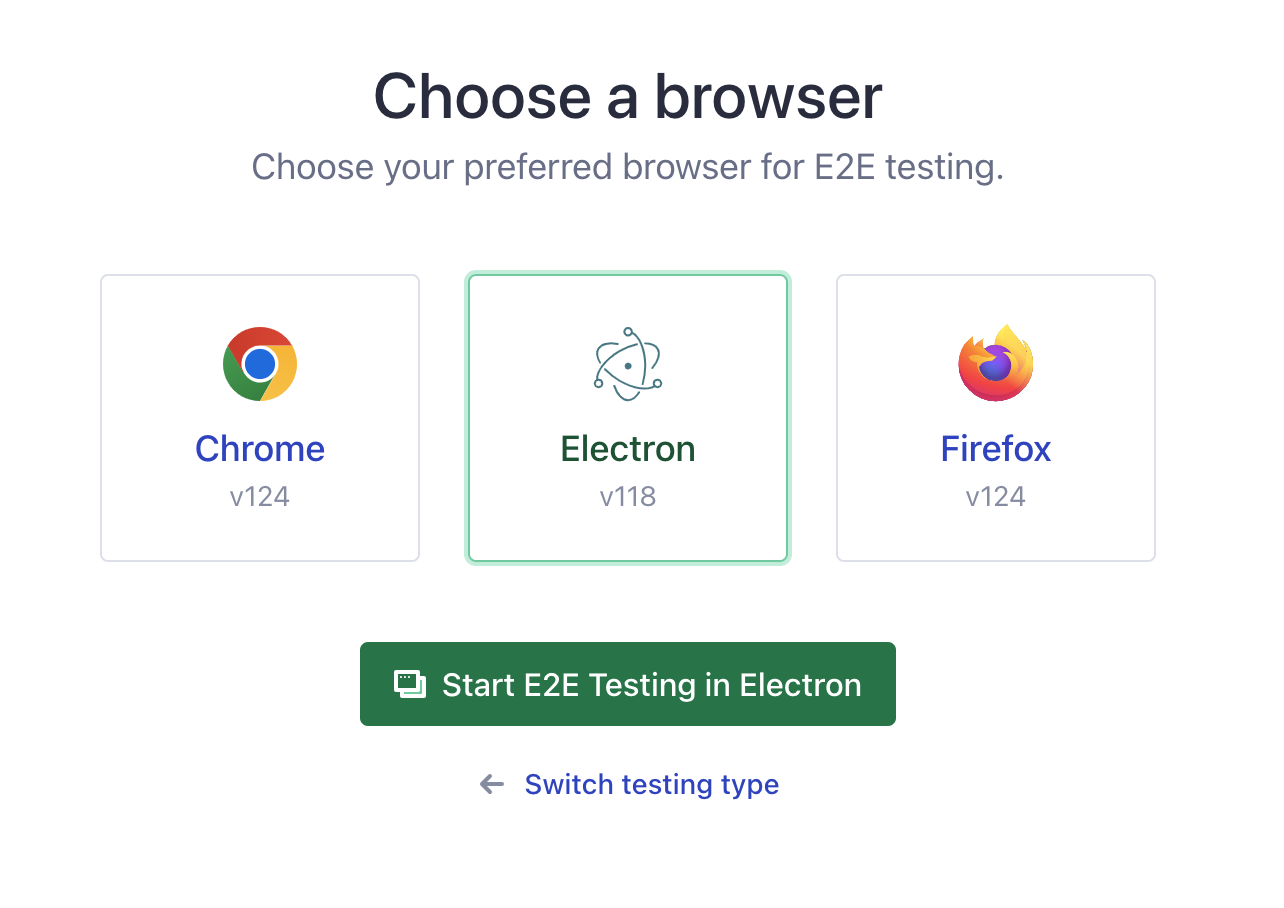 Choose a browser
Choose your preferred browser for E2E testing.
Chrome
v124
Electron
v118
Firefox
v124
Start E2E Testing in Electron
Switch testing type